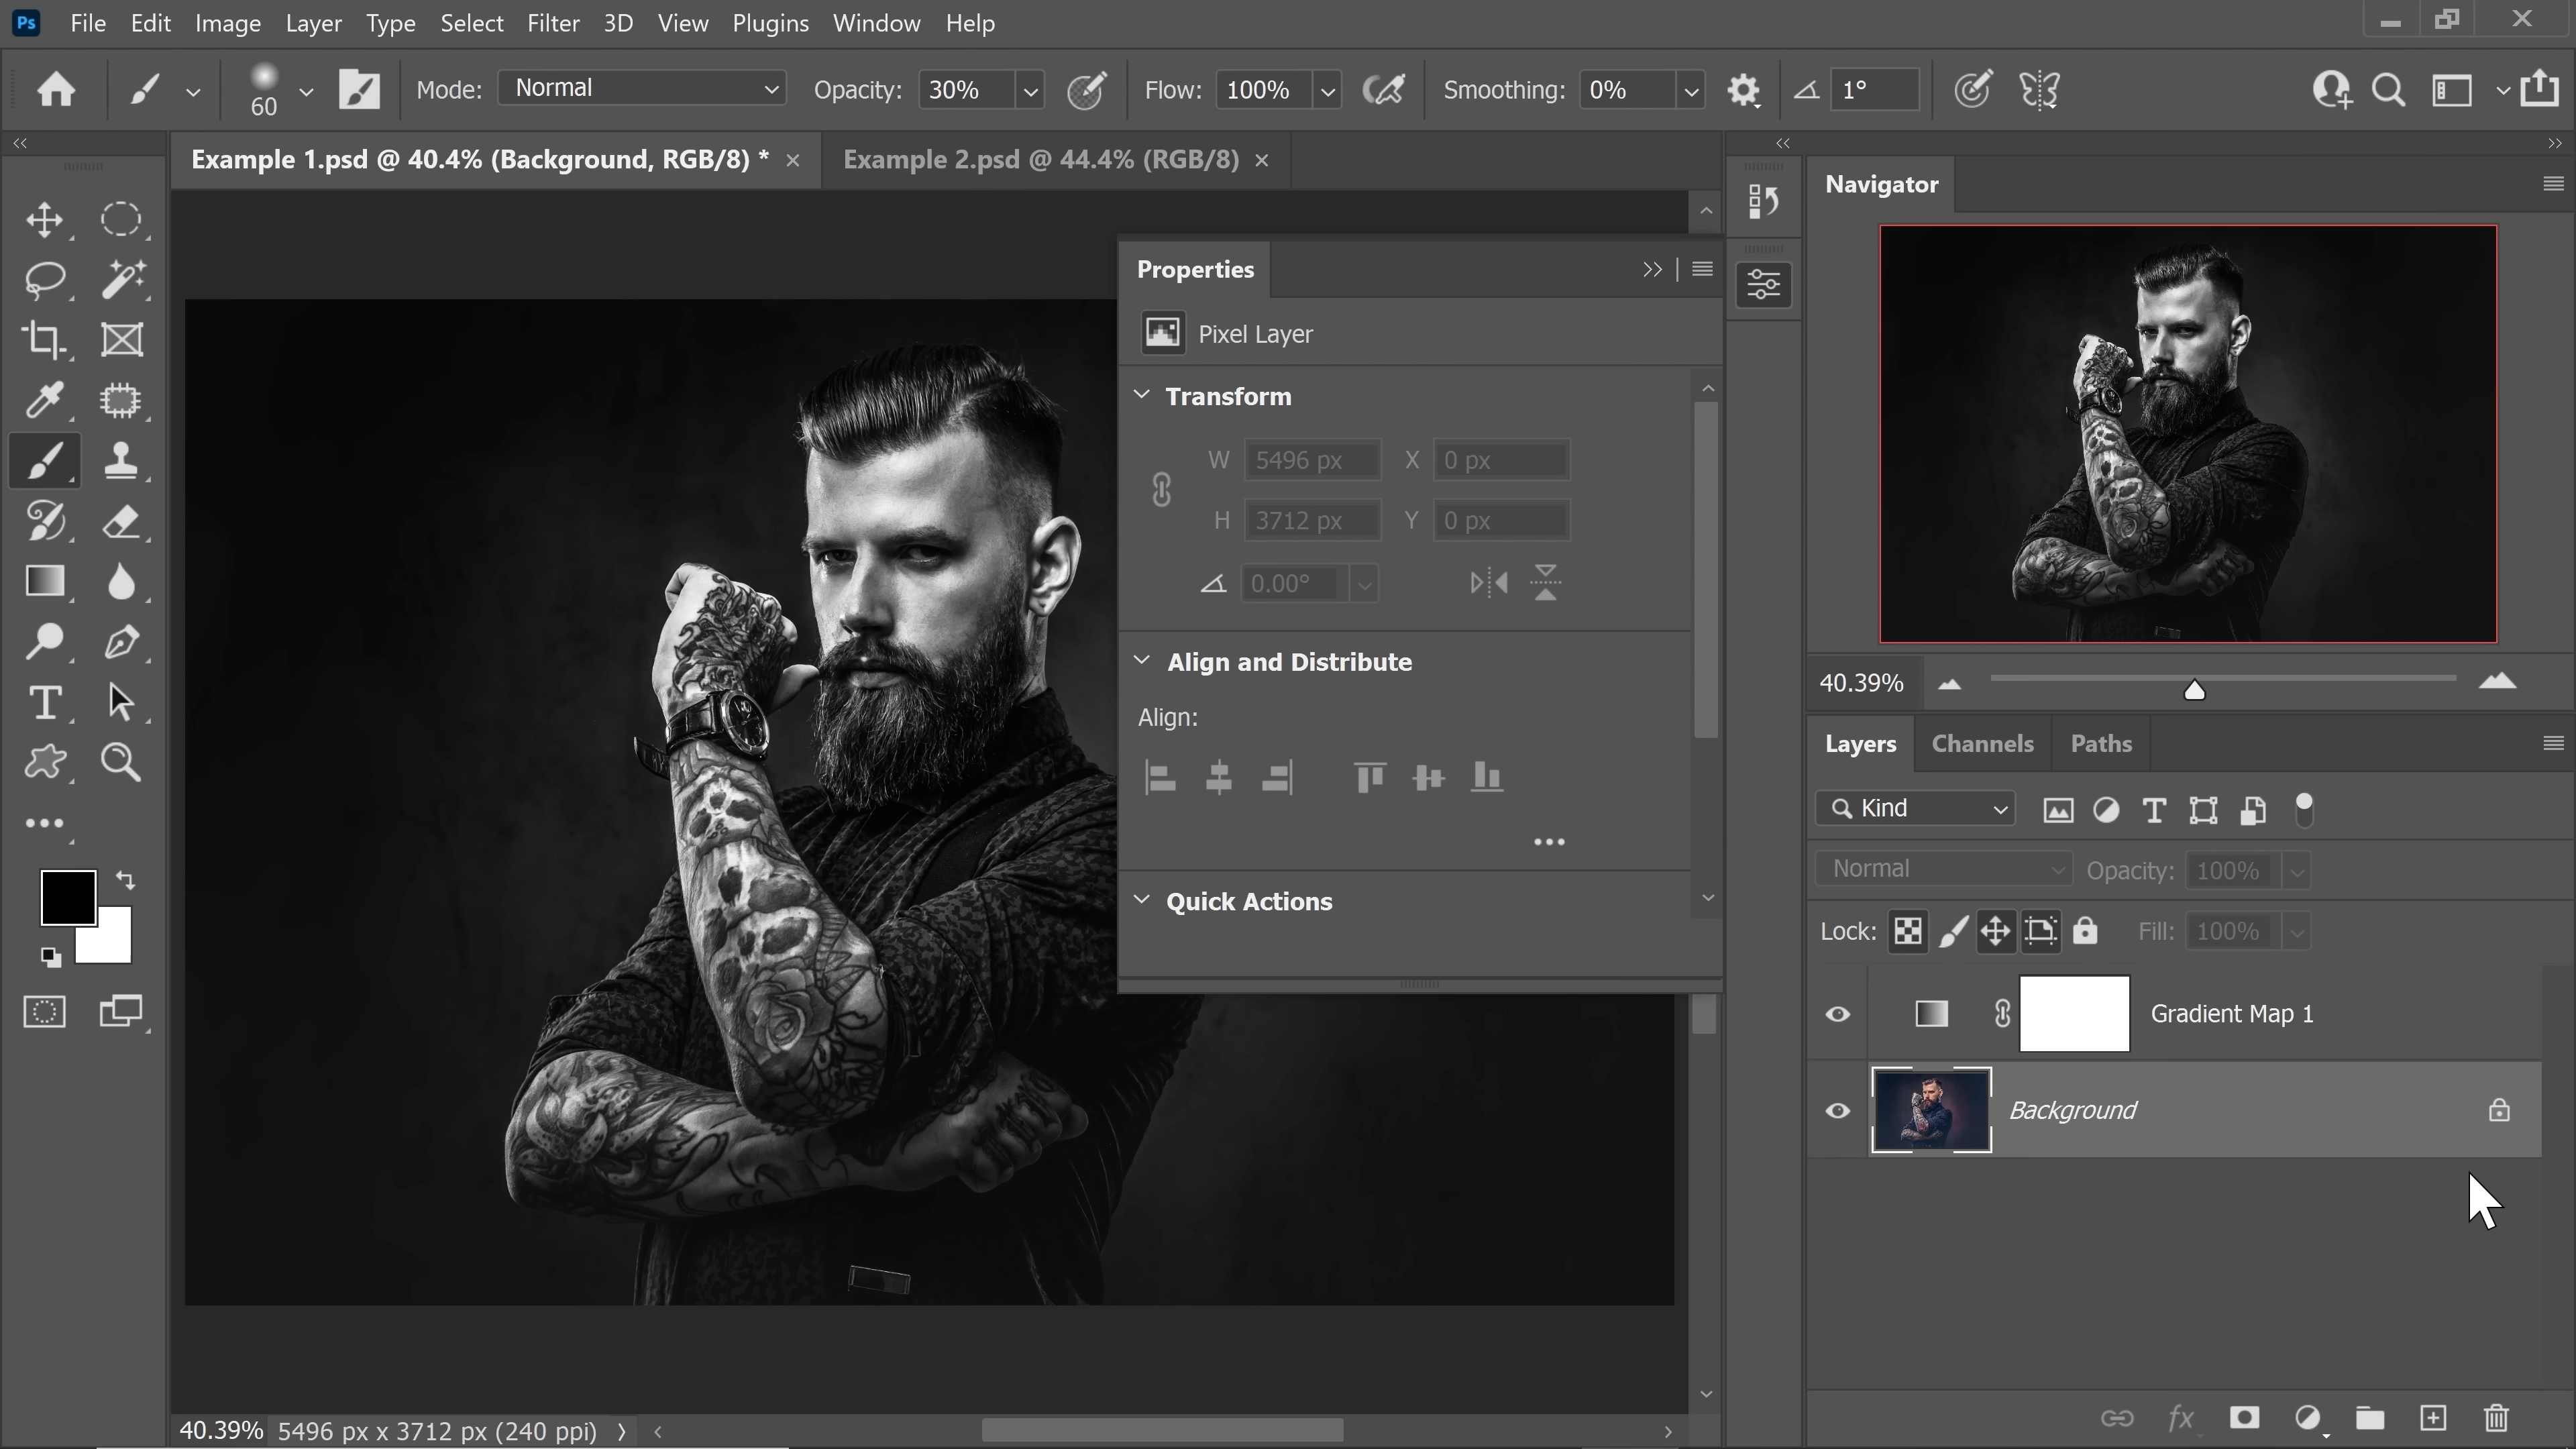 Ps File Edit Image Layer Type Select Filter 3D View Plugins Window Help
60 Mode: Normal Opacity: 30% Flow: 100% Smoothing: 0% 1°
Example 1.psd @ 40.4% (Background, RGB/8) * Example 2.psd @ 44.4% (RGB/8)
Properties
Pixel Layer
Transform
W 5496 px X 0 px
H 3712 px Y 0 px
0.00°
Align and Distribute
Align:
Quick Actions
Navigator
40.39%
Layers Channels Paths
Kind
Normal Opacity: 100%
Lock: Fill: 100%
Gradient Map 1
Background
fx
40.39% 5496 px x 3712 px (240 ppi)